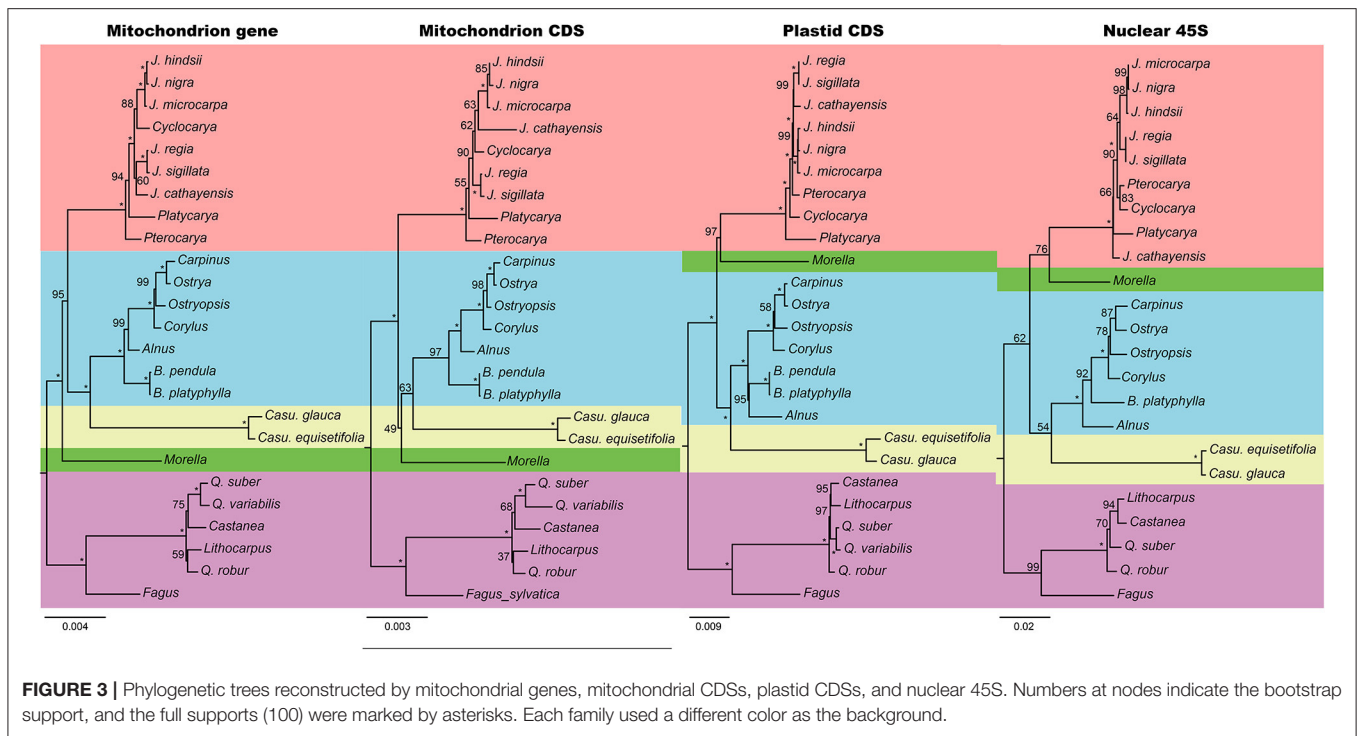 Mitochondrion gene
J. hindsii
*
J. nigra
*
J. microcarpa
88
Cyclocarya
*
J. regia
*
J. sigillata
94
60
J. cathayensis
*
Platycarya
Pterocarya
95
Carpinus
*
Ostrya
99
Ostryopsis
*
Corylus
99
Alnus
*
B. pendula
*
B. platyphylla
*
*
Casu. glauca
*
Casu. equisetifolia
Morella
Q. suber
*
Q. variabilis
75
Castanea
*
Lithocarpus
59
Q. robur
*
Fagus
0.004
Mitochondrion CDS
J. hindsii
85
J. nigra
*
J. microcarpa
63
J. cathayensis
62
Cyclocarya
90
J. regia
*
J. sigillata
55
Platycarya
*
Pterocarya
*
Carpinus
*
Ostrya
98
Ostryopsis
*
Corylus
*
Alnus
97
B. pendula
*
B. platyphylla
63
Casu. glauca
*
Casu. equisetifolia
49
Morella
Q. suber
*
Q. variabilis
68
Castanea
*
Lithocarpus
37
Q. robur
*
Fagus_sylvatica
0.003
Plastid CDS
J. regia
*
J. sigillata
99
J. cathayensis
*
J. hindsii
99
J. nigra
*
*
J. microcarpa
*
Pterocarya
*
Cyclocarya
*
Platycarya
97
Morella
*
Carpinus
*
Ostrya
58
Ostryopsis
*
Corylus
*
B. pendula
*
B. platyphylla
95
Alnus
*
Casu. equisetifolia
*
Casu. glauca
Castanea
95
Lithocarpus
97
Q. suber
*
Q. variabilis
*
*
Q. robur
*
Fagus
0.009
Nuclear 45S
J. microcarpa
99
J. nigra
98
J. hindsii
64
J. regia
90
J. sigillata
*
Pterocarya
66
83
Cyclocarya
*
Platycarya
J. cathayensis
76
Morella
62
Carpinus
87
Ostrya
78
Ostryopsis
*
Corylus
92
B. platyphylla
*
Alnus
54
Casu. equisetifolia
*
Casu. glauca
Lithocarpus
94
Castanea
70
Q. suber
*
Q. robur
99
Fagus
0.02
FIGURE 3 | Phylogenetic trees reconstructed by mitochondrial genes, mitochondrial CDSs, plastid CDSs, and nuclear 45S. Numbers at nodes indicate the bootstrap
support, and the full supports (100) were marked by asterisks. Each family used a different color as the background.